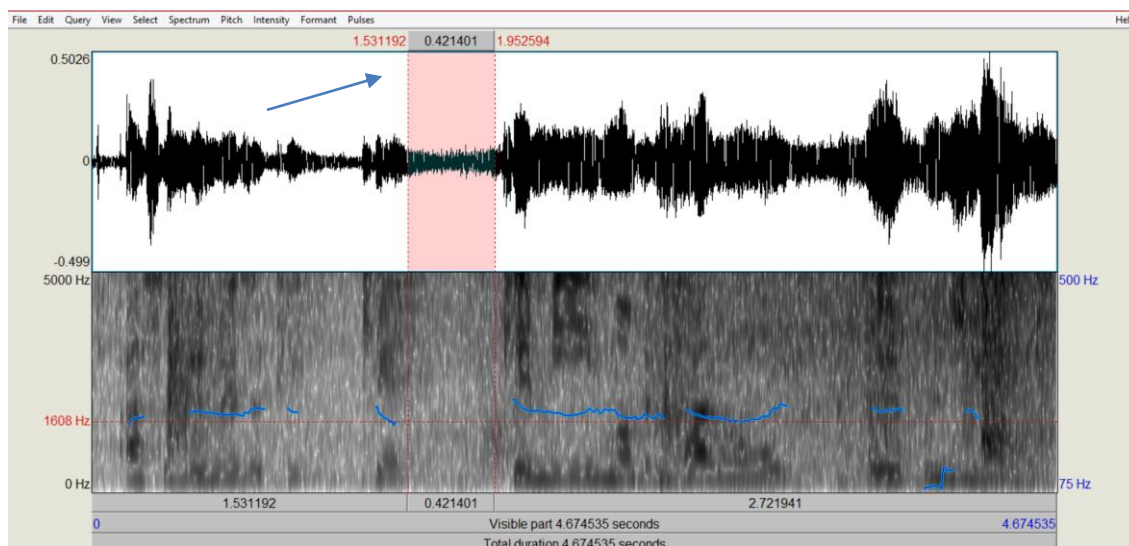 File Edit Query View Select Spectrum Pitch Intensity Formant Pulses Hel
1.531192 0.421401 1.952594
0.5026
0
-0.499
5000 Hz 500 Hz
1608 Hz
0 Hz 75 Hz
1.531192 0.421401 2.721941
0 Visible part 4.674535 seconds 4.674535
Total duration 4.674535 seconds